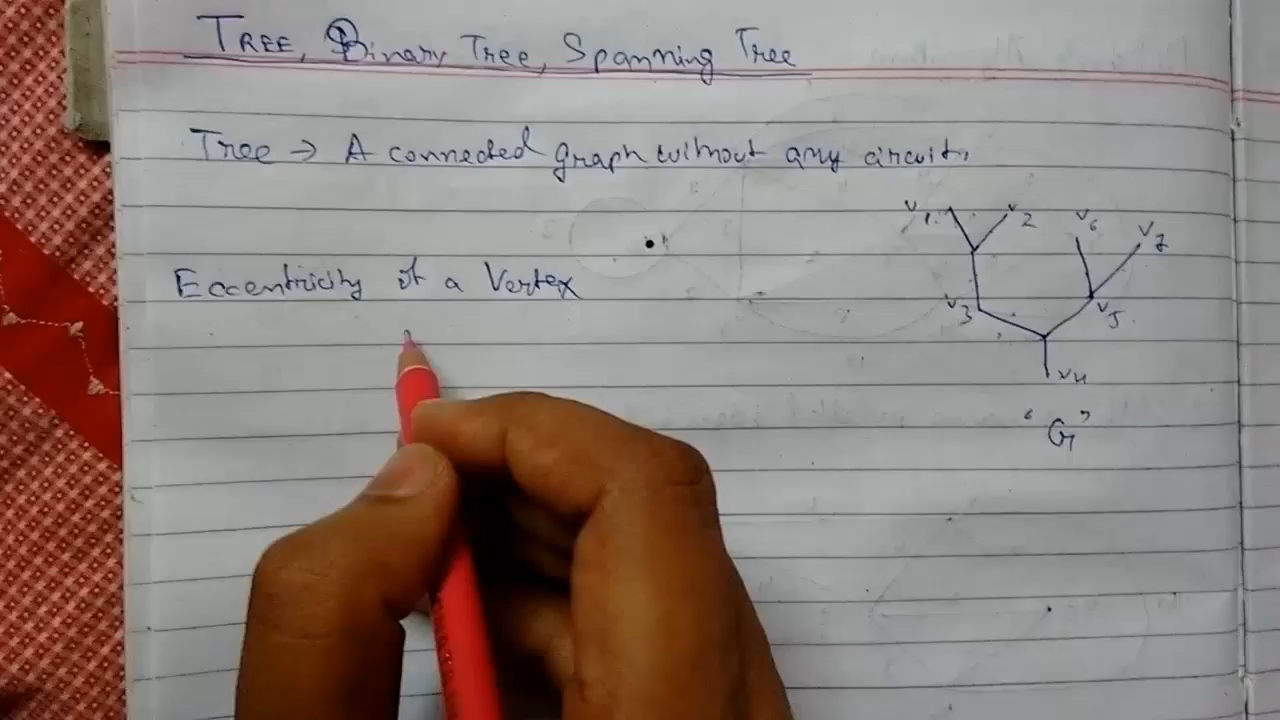 TREE, Binary Tree, Spanning Tree
Tree → A connected graph without any circuit.
v1 v2 v6 v7
Eccentricity of a Vertex
v3 v5
v4
"G"